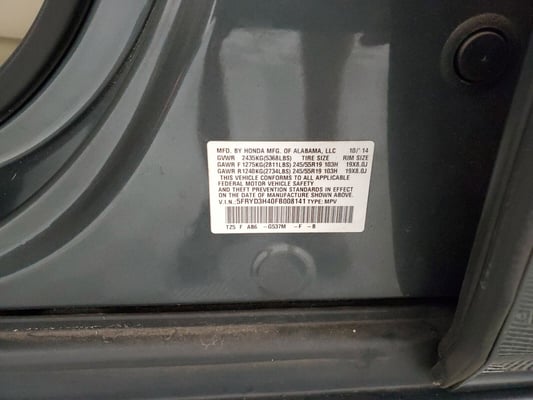 MFD. BY HONDA MFG. OF ALABAMA, LLC 10/'14
GVWR 2435KG(5368LBS) TIRE SIZE RIM SIZE
GAWR F 1275KG(2811LBS) 245/55R19 103H 19X8.0J
GAWR R 1240KG(2734LBS) 245/55R19 103H 19X8.0J
THIS VEHICLE CONFORMS TO ALL APPLICABLE
FEDERAL MOTOR VEHICLE SAFETY
AND THEFT PREVENTION STANDARDS IN EFFECT
ON THE DATE OF MANUFACTURE SHOWN ABOVE.
V.I.N.:5FRYD3H40FB008141 TYPE: MPV
T25 F A86 -G537M -F -B